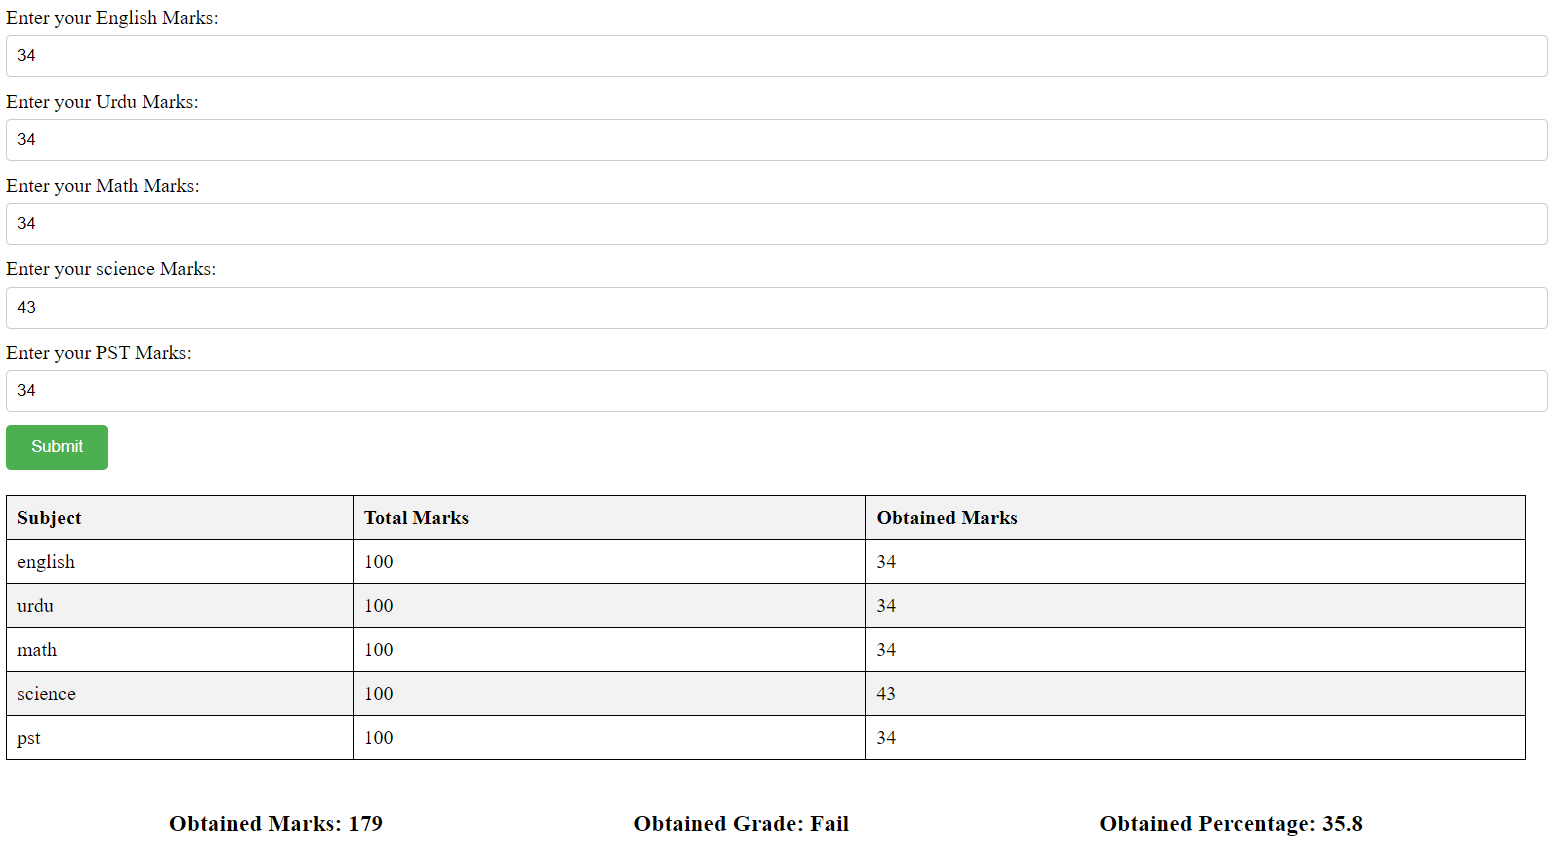 Enter your English Marks:
34
Enter your Urdu Marks:
34
Enter your Math Marks:
34
Enter your science Marks:
43
Enter your PST Marks:
34
Submit
Subject Total Marks Obtained Marks
english 100 34
urdu 100 34
math 100 34
science 100 43
pst 100 34
Obtained Marks: 179 Obtained Grade: Fail Obtained Percentage: 35.8